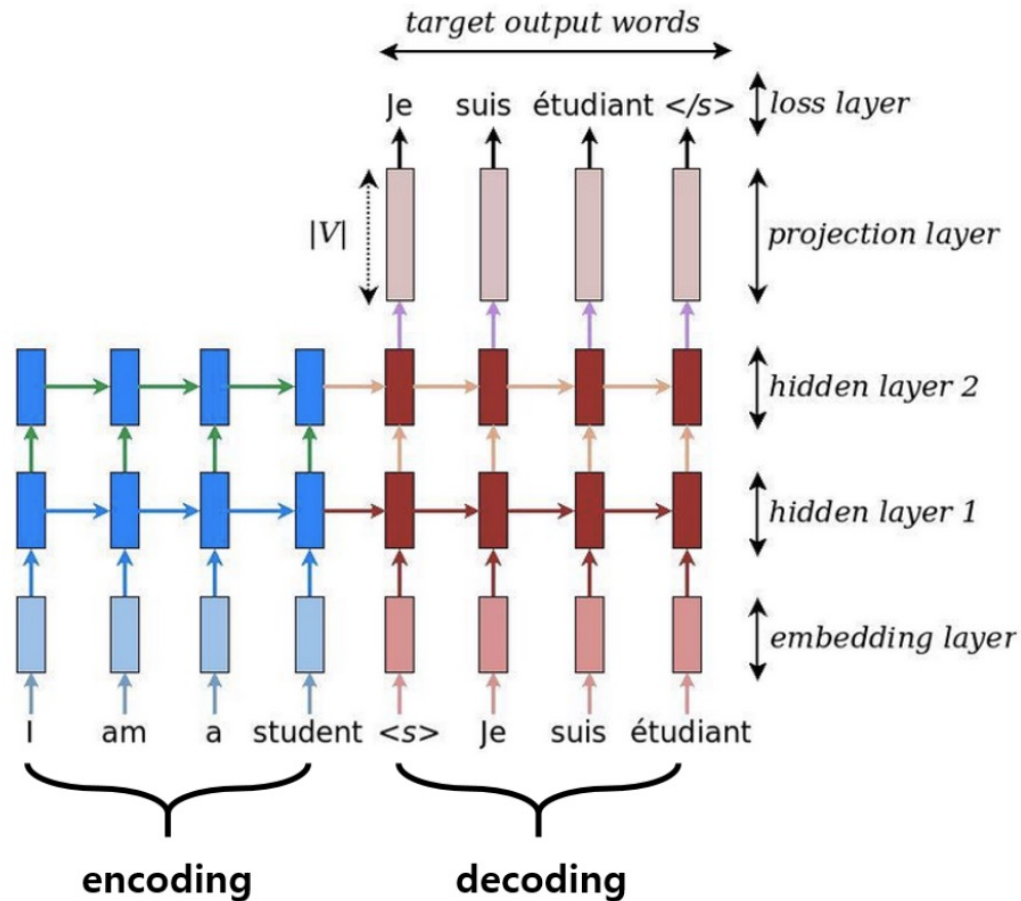 target output words
Je suis étudiant </s> loss layer
|V| projection layer
hidden layer 2
hidden layer 1
embedding layer
I am a student <s> Je suis étudiant
encoding decoding